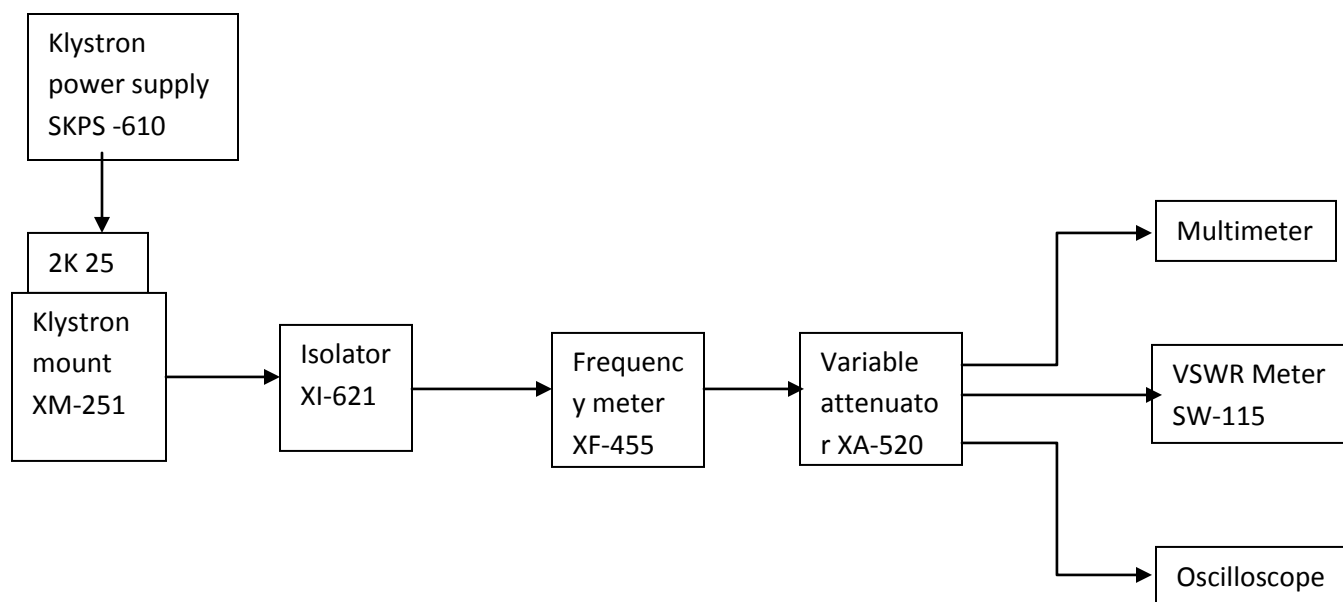 Klystron
power supply
SKPS -610
2K 25
Klystron
mount
XM-251
Isolator
XI-621
Frequenc
y meter
XF-455
Variable
attenuato
r XA-520
Multimeter
VSWR Meter
SW-115
Oscilloscope